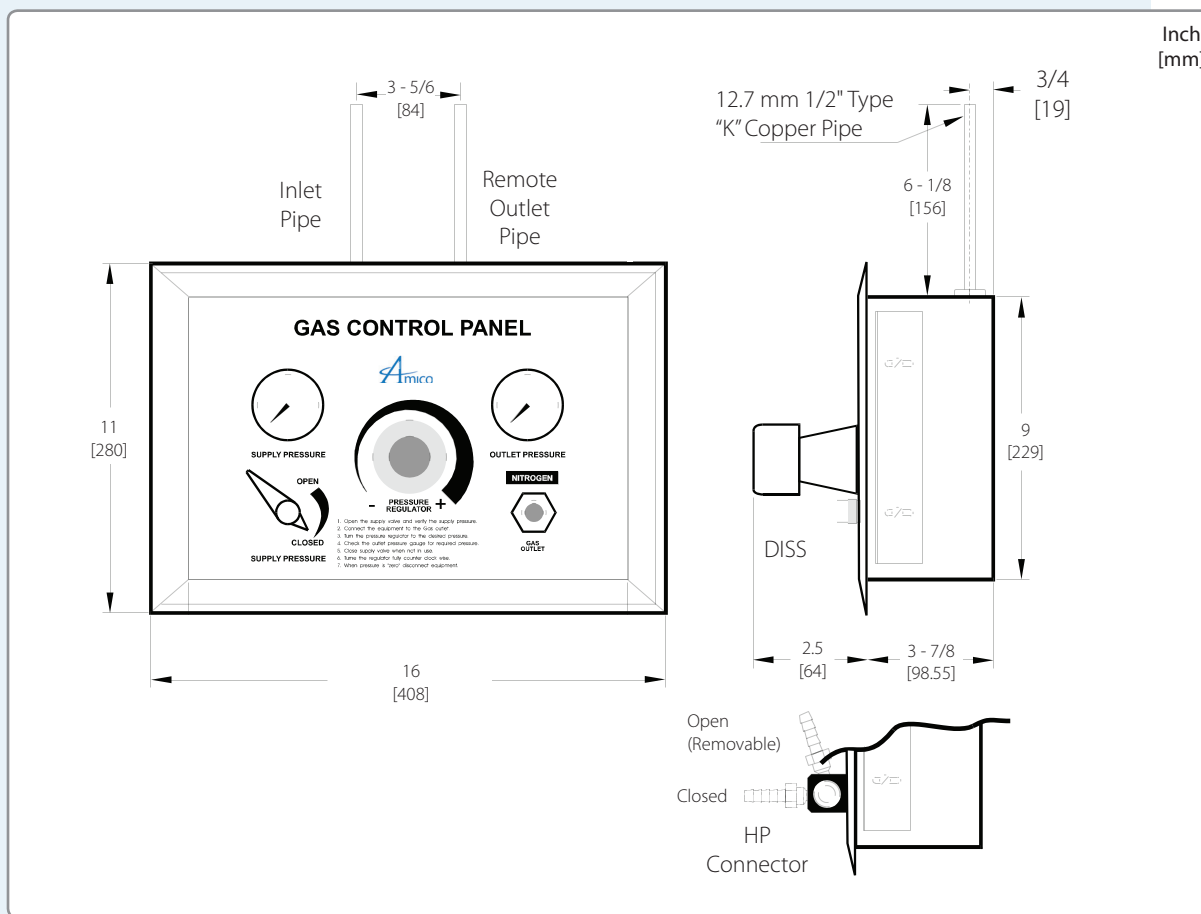 Inch
[mm]
3 - 5/6
[84]
12.7 mm 1/2" Type
“K” Copper Pipe
3/4
[19]
6 - 1/8
[156]
Inlet
Pipe
Remote
Outlet
Pipe
GAS CONTROL PANEL
Amico
SUPPLY PRESSURE
OUTLET PRESSURE
OPEN
CLOSED
SUPPLY PRESSURE
- PRESSURE REGULATOR +
NITROGEN
GAS
OUTLET
1. Open the supply valve and verify the supply pressure.
2. Connect the equipment to the Gas outlet.
3. Turn the pressure regulator to the desired pressure.
4. Check the outlet pressure gauge for required pressure.
5. Close supply valve when not in use.
6. Turne the regulator fully counter clock wise.
7. When pressure is "zero" disconnect equipment.
11
[280]
16
[408]
9
[229]
DISS
2.5
[64]
3 - 7/8
[98.55]
Open
(Removable)
Closed
HP
Connector